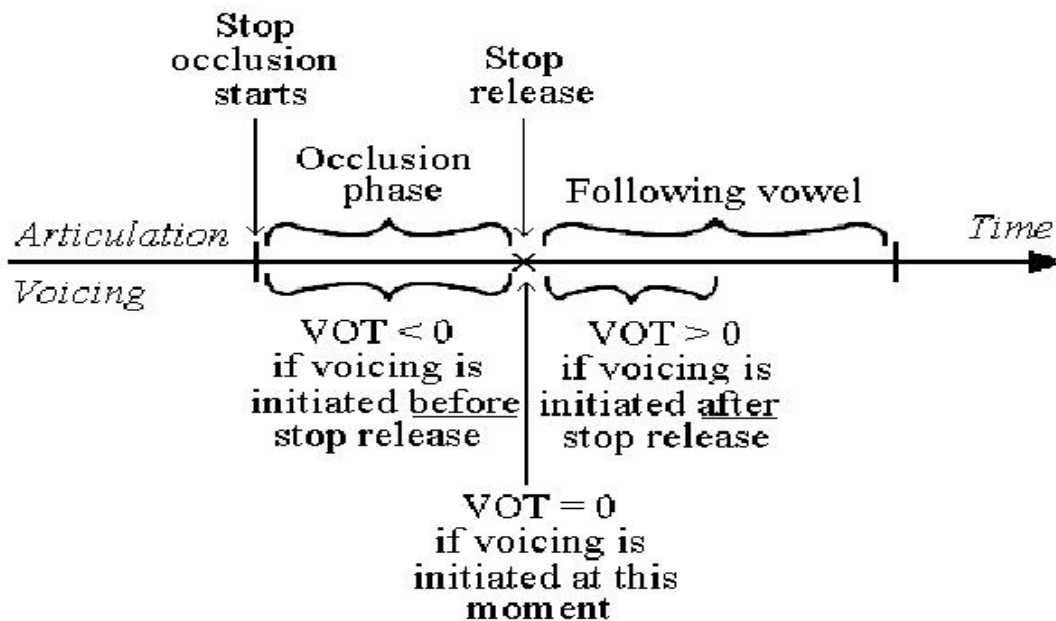 Stop
occlusion
starts
Stop
release
Occlusion
phase
Following vowel
Articulation
Time
Voicing
VOT < 0
if voicing is
initiated before
stop release
VOT > 0
if voicing is
initiated after
stop release
VOT = 0
if voicing is
initiated at this
moment